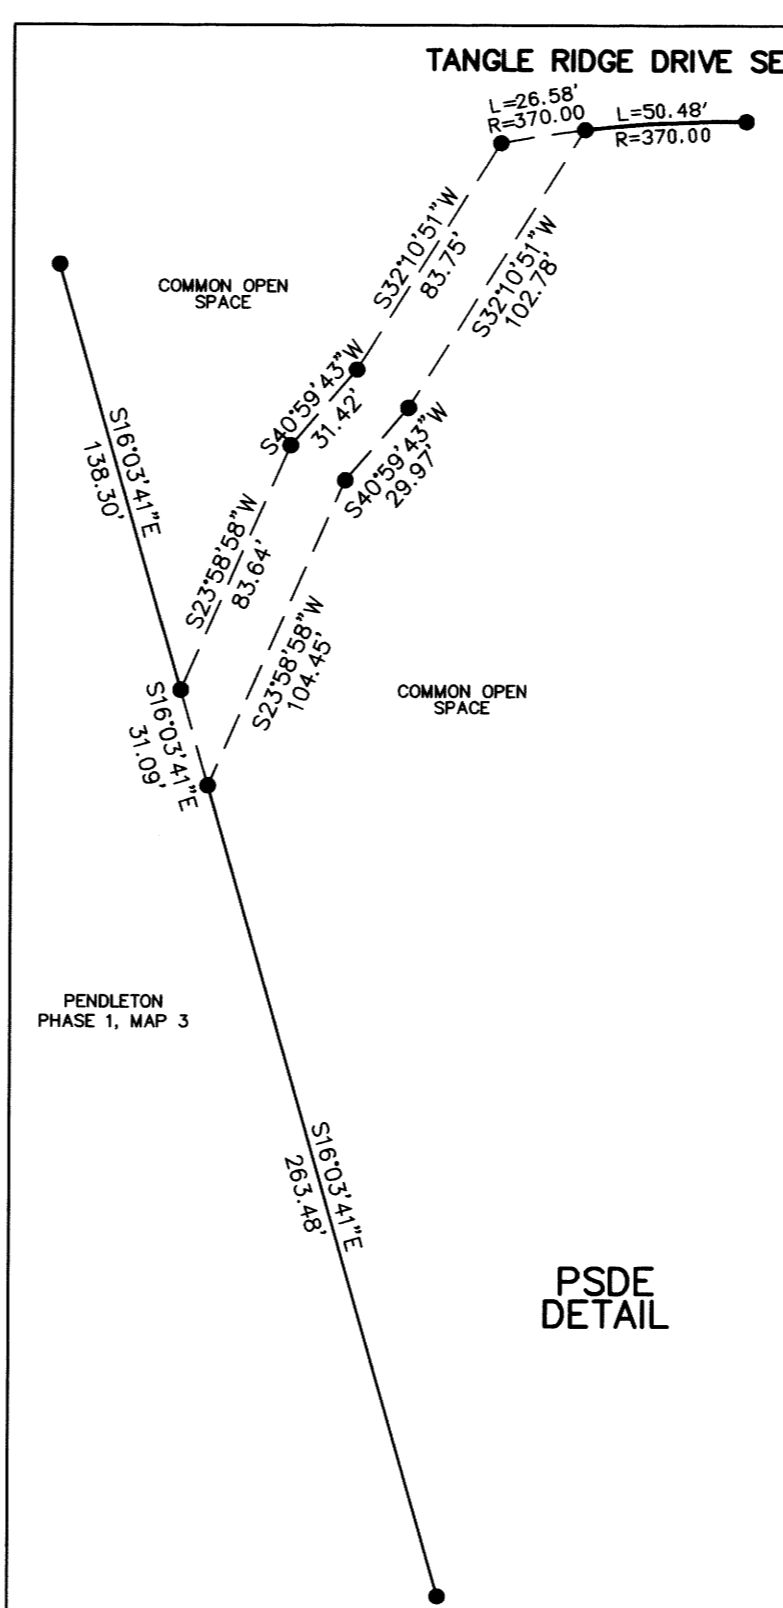 TANGLE RIDGE DRIVE SE
L=26.58'
R=370.00
L=50.48'
R=370.00
S32°10'51"W
83.75'
S32°10'51"W
102.78'
COMMON OPEN
SPACE
S40°59'43"W
31.42'
S40°59'43"W
29.97'
S16°03'41"E
138.30'
S23°58'58"W
83.64'
S23°58'58"W
104.45'
COMMON OPEN
SPACE
S16°03'41"E
31.09'
PENDLETON
PHASE 1, MAP 3
S16°03'41"E
263.48'
PSDE
DETAIL